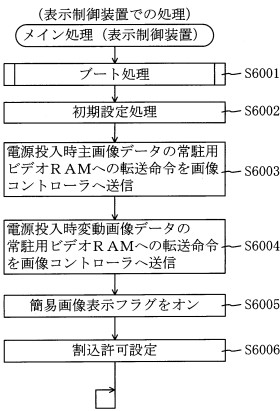 （表示制御装置での処理）
メイン処理（表示制御装置）
ブート処理
S6001
初期設定処理
S6002
電源投入時主画像データの常駐用
ビデオＲＡＭへの転送命令を画像
コントローラへ送信
S6003
電源投入時変動画像データの
常駐用ビデオＲＡＭへの転送命令
を画像コントローラへ送信
S6004
簡易画像表示フラグをオン
S6005
割込許可設定
S6006